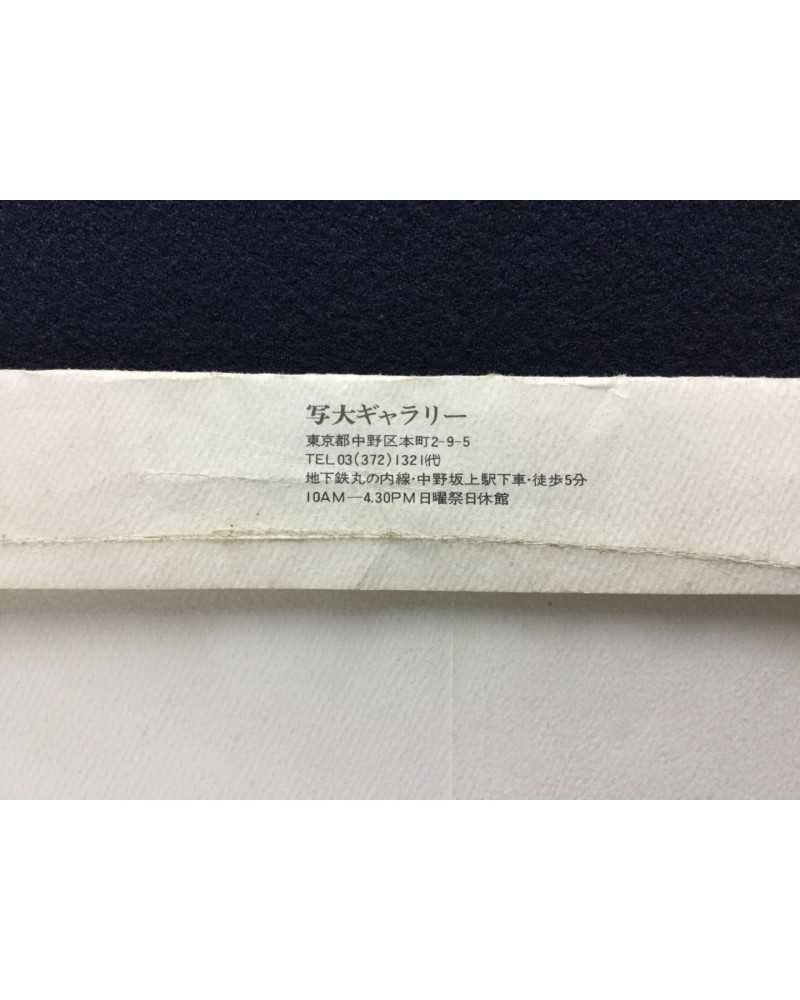 写大ギャラリー
東京都中野区本町2-9-5
TEL 03(372)1321代
地下鉄丸の内線・中野坂上駅下車・徒歩5分
10AM—4.30PM 日曜祭日休館